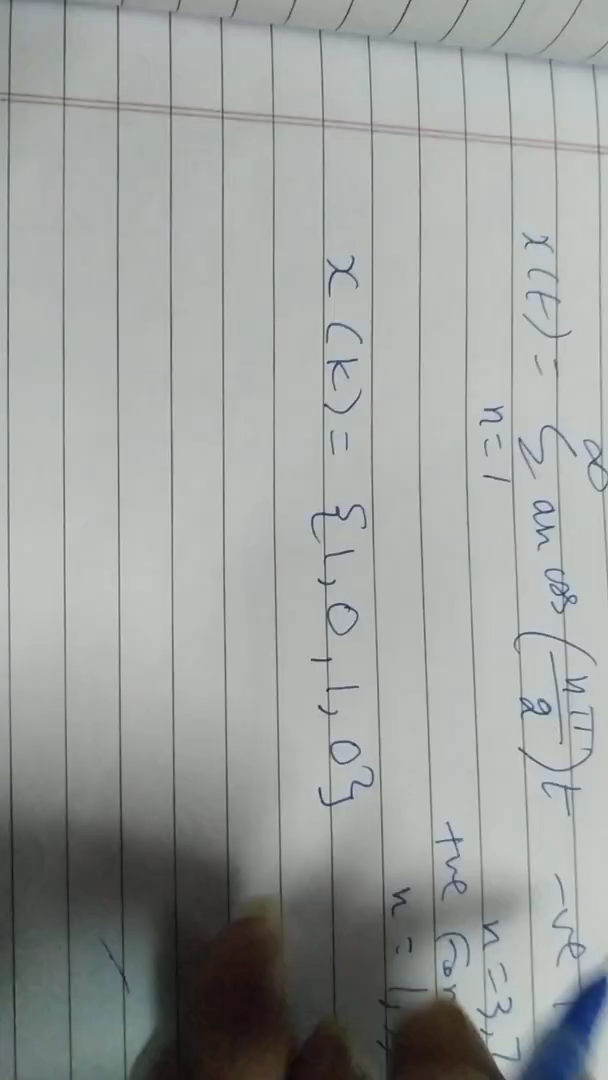 ∞
x(t) = Σ an cos (nπ/2)t -ve
n=1
n=3,7
+ve for
n=1,
x(k) = {1,0,1,0}